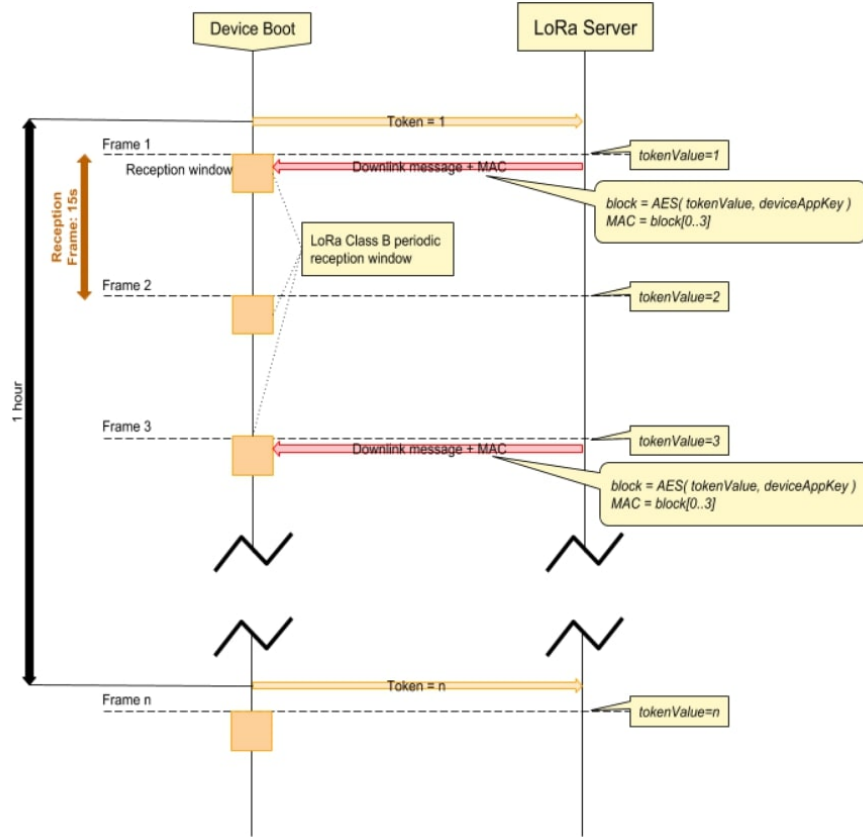 Device Boot
LoRa Server
Token = 1
Frame 1
tokenValue=1
Reception window
Downlink message + MAC
block = AES( tokenValue, deviceAppKey )
MAC = block[0..3]
Reception
Frame: 15s
LoRa Class B periodic
reception window
Frame 2
tokenValue=2
1 hour
Frame 3
tokenValue=3
Downlink message + MAC
block = AES( tokenValue, deviceAppKey )
MAC = block[0..3]
Token = n
Frame n
tokenValue=n